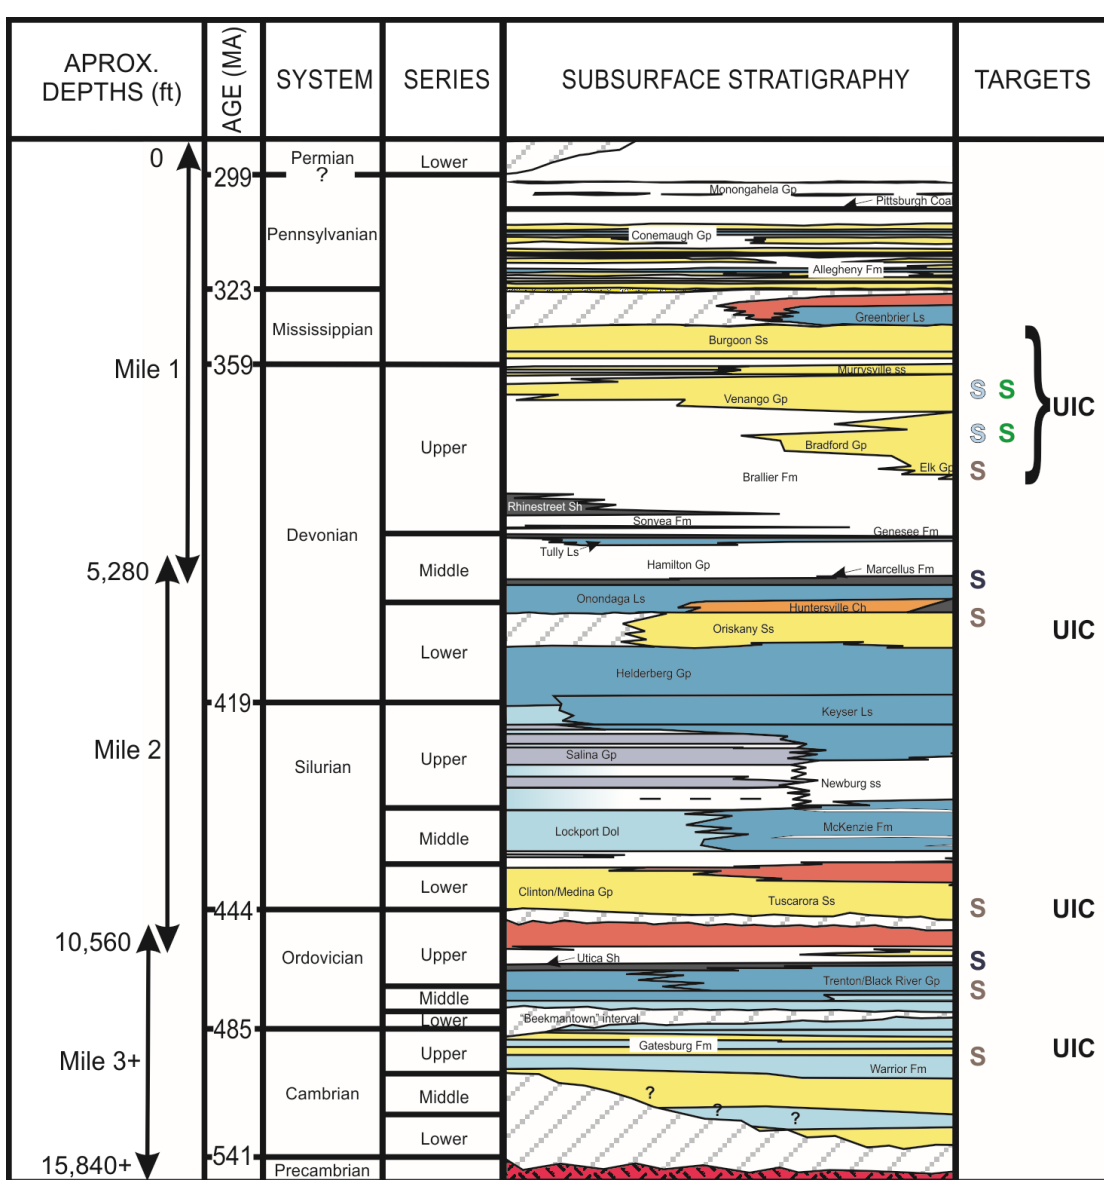 APROX.
DEPTHS (ft)
AGE (MA)
SYSTEM
SERIES
SUBSURFACE STRATIGRAPHY
TARGETS
0
Permian
?
Lower
299
Monongahela Gp
Pittsburgh Coal
Pennsylvanian
Conemaugh Gp
Allegheny Fm
323
Mississippian
Greenbrier Ls
Burgoon Ss
359
Mile 1
Murrysville ss
Venango Gp
S S
UIC
Bradford Gp
S S
Upper
Elk Gp
S
Brallier Fm
Rhinestreet Sh
Sonyea Fm
Genesee Fm
Devonian
Tully Ls
Hamilton Gp
Marcellus Fm
5,280
Middle
S
Onondaga Ls
Huntersville Ch
S
Oriskany Ss
UIC
Lower
Helderberg Gp
419
Keyser Ls
Mile 2
Silurian
Upper
Salina Gp
Newburg ss
Middle
Lockport Dol
McKenzie Fm
Lower
Clinton/Medina Gp
Tuscarora Ss
444
S
UIC
10,560
Ordovician
Upper
Utica Sh
S
Trenton/Black River Gp
S
Middle
Lower
"Beekmantown" interval
485
Mile 3+
Upper
Gatesburg Fm
S
UIC
Warrior Fm
Cambrian
Middle
?
?
?
Lower
541
15,840+
Precambrian